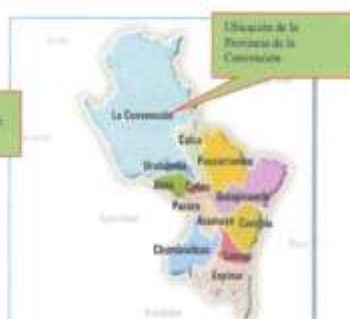 Ubicación de la
Provincia de la
Convención
La Convención
Calca
Paucartambo
Urubamba
Anta
Cusco
Quispicanchi
Paruro
Acomayo
Canchis
Chumbivilcas
Canas
Espinar